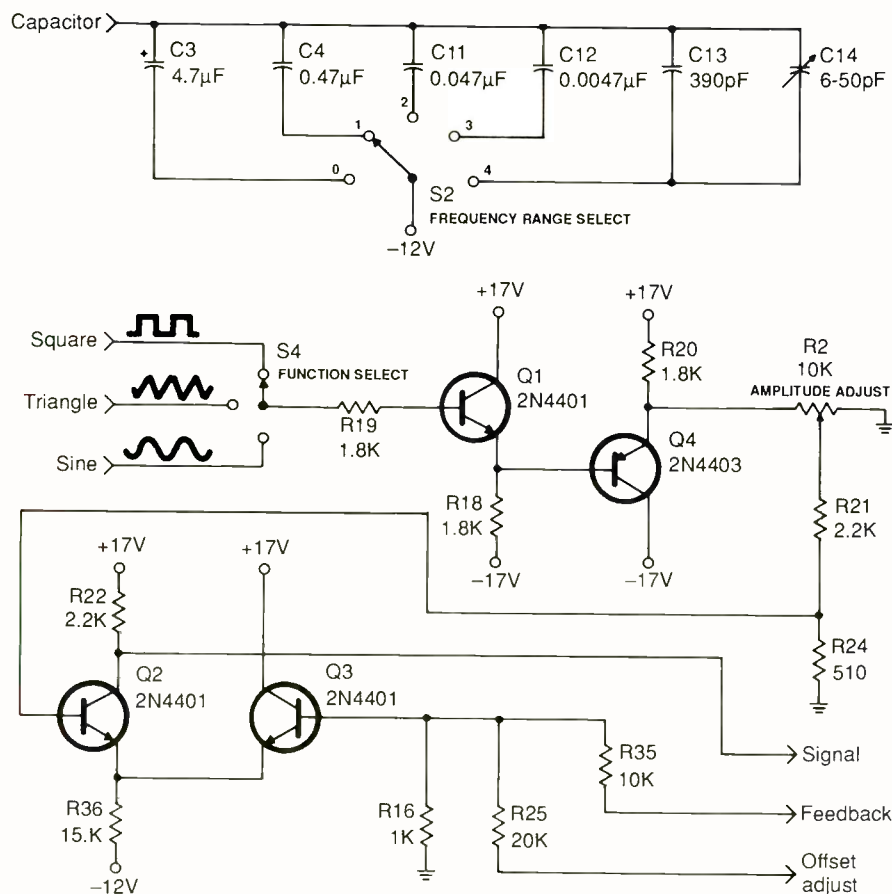 Capacitor
C3
4.7µF
+
C4
0.47µF
C11
0.047µF
C12
0.0047µF
C13
390pF
C14
6-50pF
2
1
3
0
4
S2
FREQUENCY RANGE SELECT
−12V
+17V
+17V
Square
S4
FUNCTION SELECT
Triangle
Sine
R19
1.8K
Q1
2N4401
R20
1.8K
R2
10K
AMPLITUDE ADJUST
Q4
2N4403
R18
1.8K
R21
2.2K
−17V
−17V
+17V
+17V
R22
2.2K
R24
510
Q2
2N4401
Q3
2N4401
Signal
R35
10K
R36
15.K
R16
1K
R25
20K
Feedback
−12V
Offset
adjust